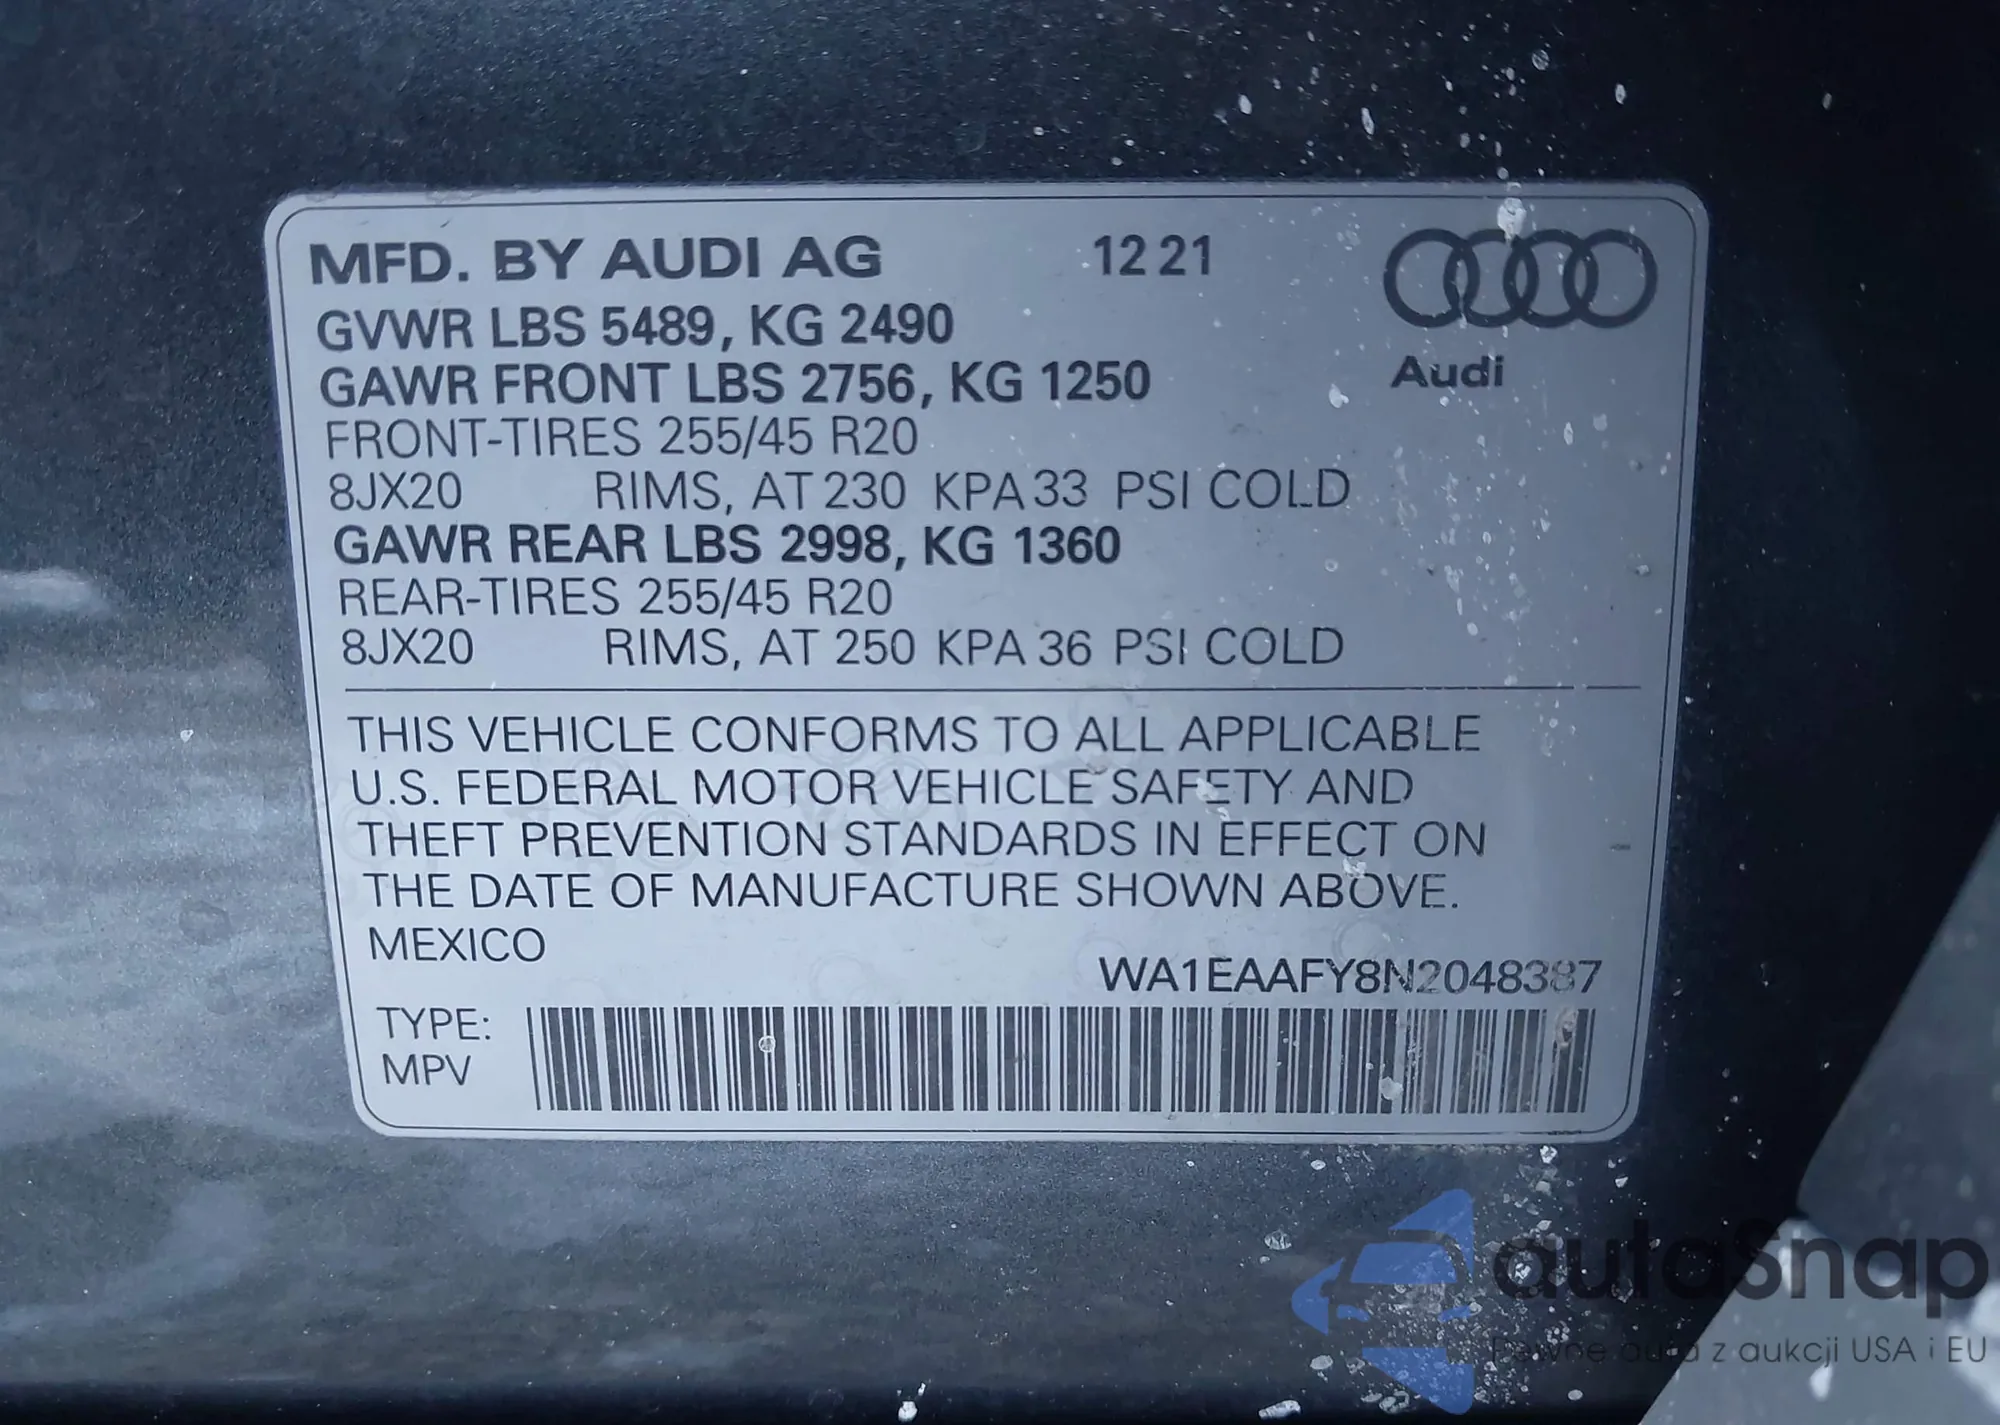 MFD. BY AUDI AG 12 21
GVWR LBS 5489, KG 2490
GAWR FRONT LBS 2756, KG 1250
Audi
FRONT-TIRES 255/45 R20
8JX20 RIMS, AT 230 KPA 33 PSI COLD
GAWR REAR LBS 2998, KG 1360
REAR-TIRES 255/45 R20
8JX20 RIMS, AT 250 KPA 36 PSI COLD
THIS VEHICLE CONFORMS TO ALL APPLICABLE
U.S. FEDERAL MOTOR VEHICLE SAFETY AND
THEFT PREVENTION STANDARDS IN EFFECT ON
THE DATE OF MANUFACTURE SHOWN ABOVE.
MEXICO
WA1EAAFY8N2048387
TYPE:
MPV
autaSnap
Pewne auta z aukcji USA i EU